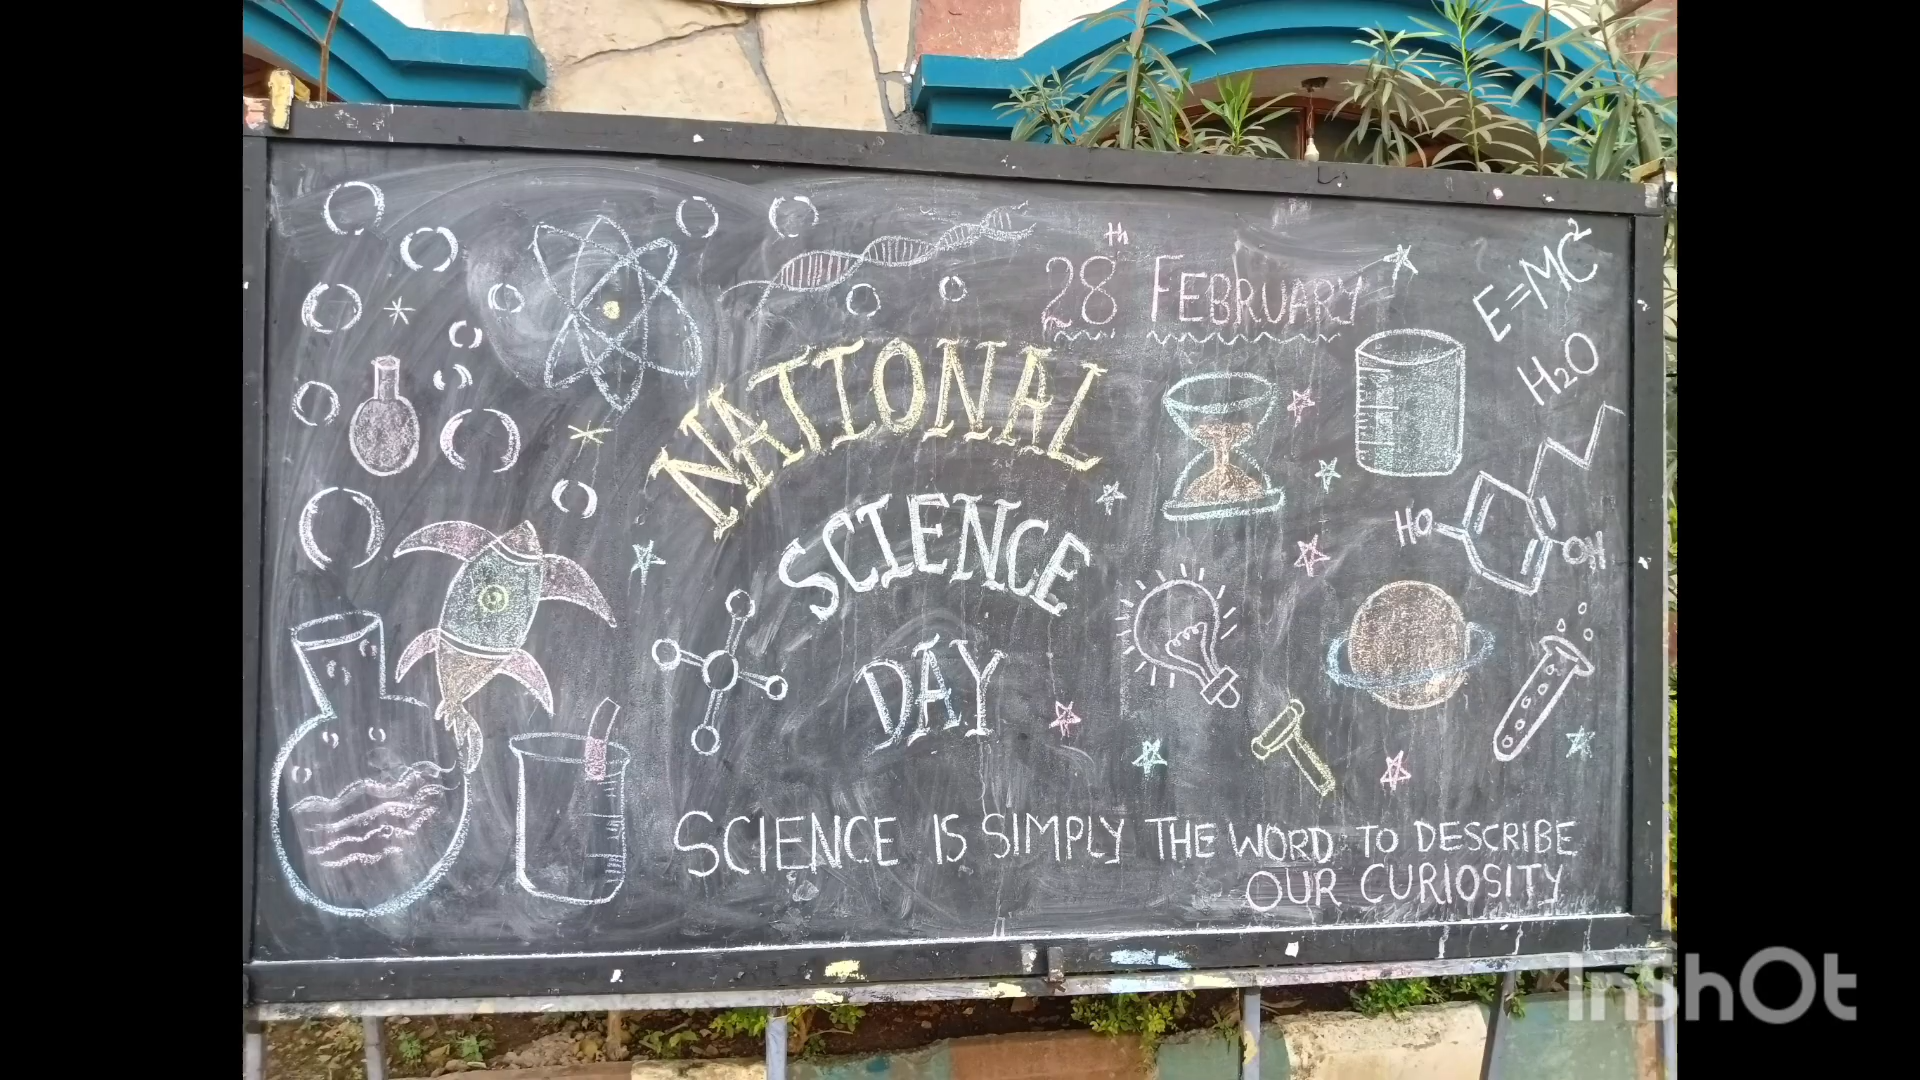 28th FEBRUARY
E=MC²
H₂O
NATIONAL
SCIENCE
DAY
HO
OH
SCIENCE IS SIMPLY THE WORD TO DESCRIBE
OUR CURIOSITY
InshOt